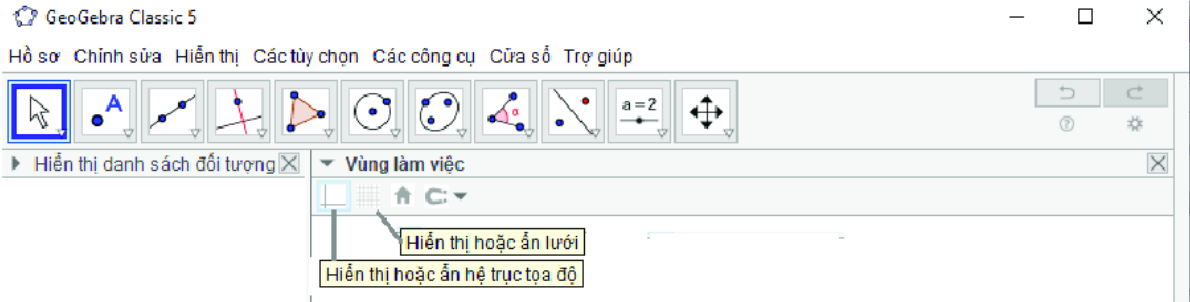 GeoGebra Classic 5
Hồ sơ Chỉnh sửa Hiển thị Các tùy chọn Các công cụ Cửa sổ Trợ giúp
A
α
a = 2
Hiển thị danh sách đối tượng
Vùng làm việc
Hiển thị hoặc ẩn lưới
Hiển thị hoặc ẩn hệ trục tọa độ